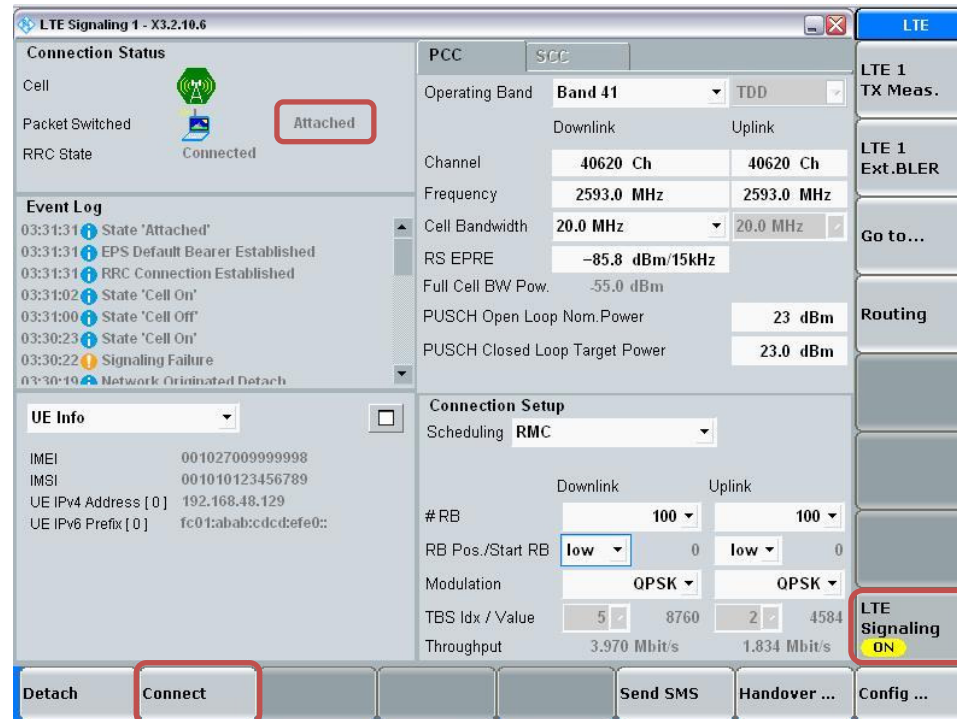 LTE Signaling 1 - X3.2.10.6
LTE
Connection Status
Cell
Packet Switched Attached
RRC State Connected
Event Log
03:31:31 State 'Attached'
03:31:31 EPS Default Bearer Established
03:31:31 RRC Connection Established
03:31:02 State 'Cell On'
03:31:00 State 'Cell Off'
03:30:23 State 'Cell On'
03:30:22 Signaling Failure
03:30:19 Network Originated Detach
UE Info
IMEI 001027009999998
IMSI 001010123456789
UE IPv4 Address [ 0 ] 192.168.48.129
UE IPv6 Prefix [ 0 ] fc01:abab:cdcd:efe0::
PCC SCC
Operating Band Band 41 TDD
Downlink Uplink
Channel 40620 Ch 40620 Ch
Frequency 2593.0 MHz 2593.0 MHz
Cell Bandwidth 20.0 MHz 20.0 MHz
RS EPRE -85.8 dBm/15kHz
Full Cell BW Pow. -55.0 dBm
PUSCH Open Loop Nom.Power 23 dBm
PUSCH Closed Loop Target Power 23.0 dBm
Connection Setup
Scheduling RMC
Downlink Uplink
# RB 100 100
RB Pos./Start RB low 0 low 0
Modulation QPSK QPSK
TBS Idx / Value 5 8760 2 4584
Throughput 3.970 Mbit/s 1.834 Mbit/s
LTE 1
TX Meas.
LTE 1
Ext.BLER
Go to...
Routing
LTE
Signaling
ON
Detach Connect Send SMS Handover ... Config ...